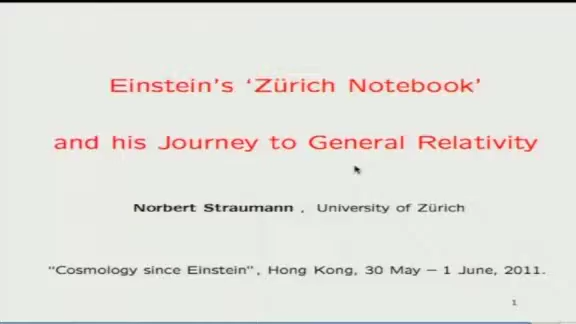 Einstein's ‘Zürich Notebook’
and his Journey to General Relativity
Norbert Straumann , University of Zürich
"Cosmology since Einstein", Hong Kong, 30 May – 1 June, 2011.
1